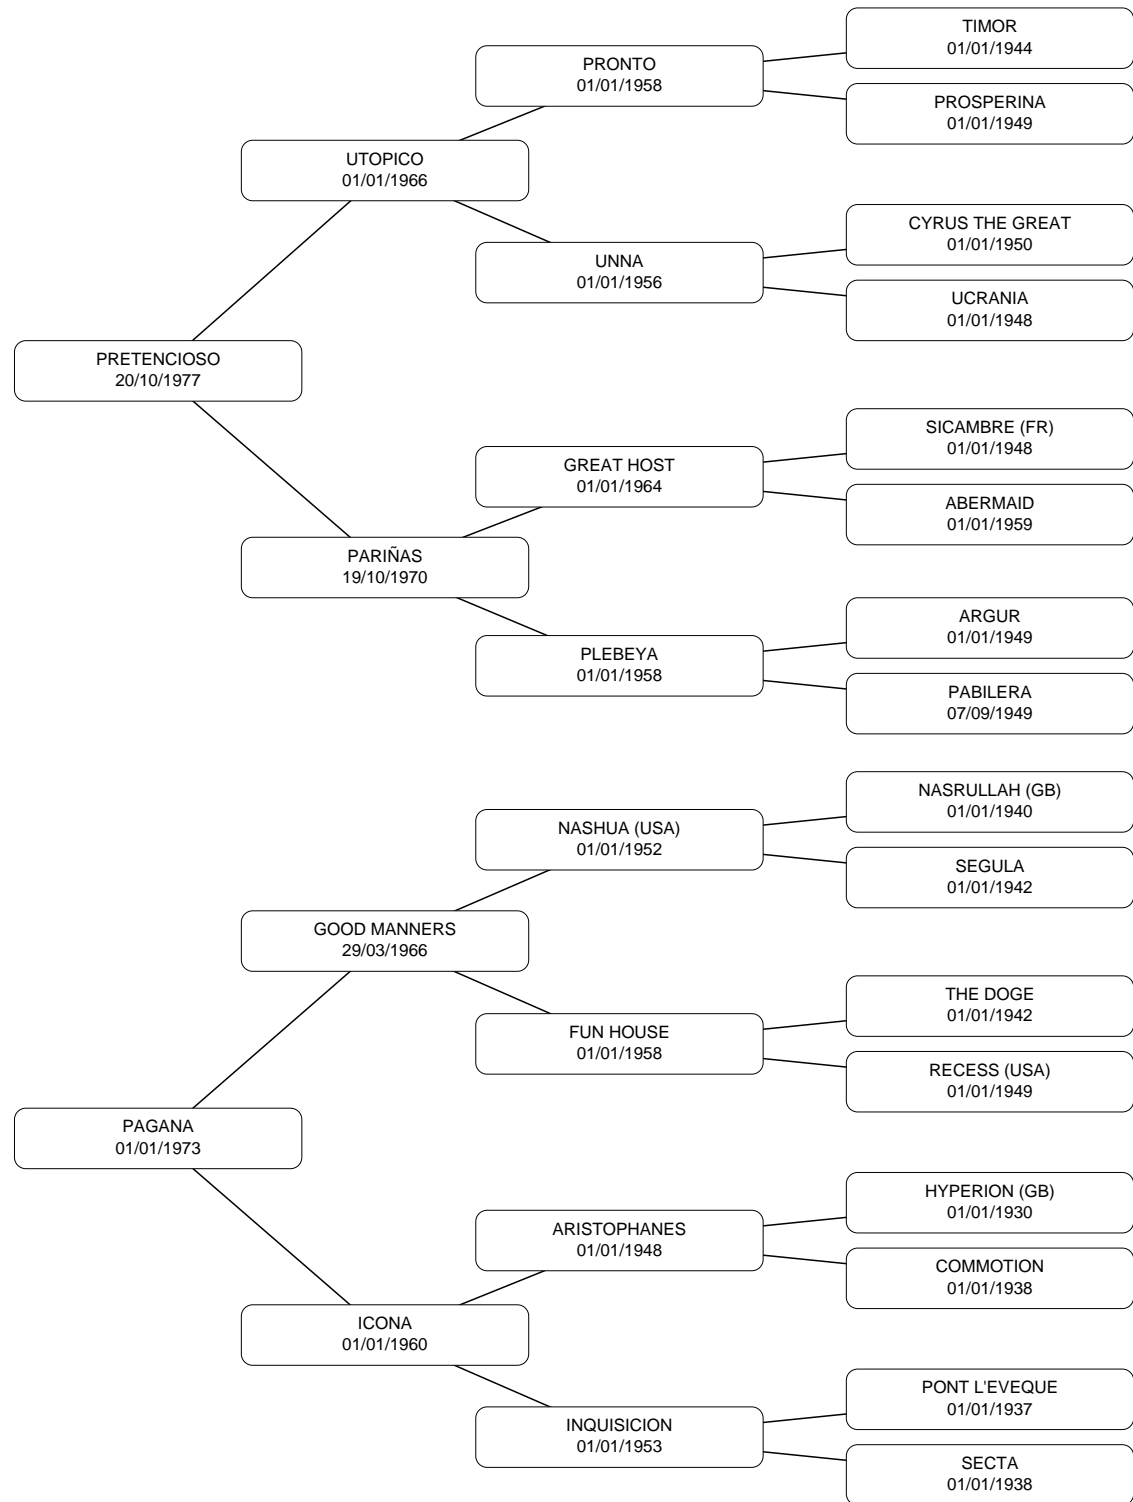 TIMOR
01/01/1944
PRONTO
01/01/1958
PROSPERINA
01/01/1949
UTOPICO
01/01/1966
CYRUS THE GREAT
01/01/1950
UNNA
01/01/1956
UCRANIA
01/01/1948
PRETENCIOSO
20/10/1977
SICAMBRE (FR)
01/01/1948
GREAT HOST
01/01/1964
ABERMAID
01/01/1959
PARIÑAS
19/10/1970
ARGUR
01/01/1949
PLEBEYA
01/01/1958
PABILERA
07/09/1949
NASRULLAH (GB)
01/01/1940
NASHUA (USA)
01/01/1952
SEGULA
01/01/1942
GOOD MANNERS
29/03/1966
THE DOGE
01/01/1942
FUN HOUSE
01/01/1958
RECESS (USA)
01/01/1949
PAGANA
01/01/1973
HYPERION (GB)
01/01/1930
ARISTOPHANES
01/01/1948
COMMOTION
01/01/1938
ICONA
01/01/1960
PONT L'EVEQUE
01/01/1937
INQUISICION
01/01/1953
SECTA
01/01/1938